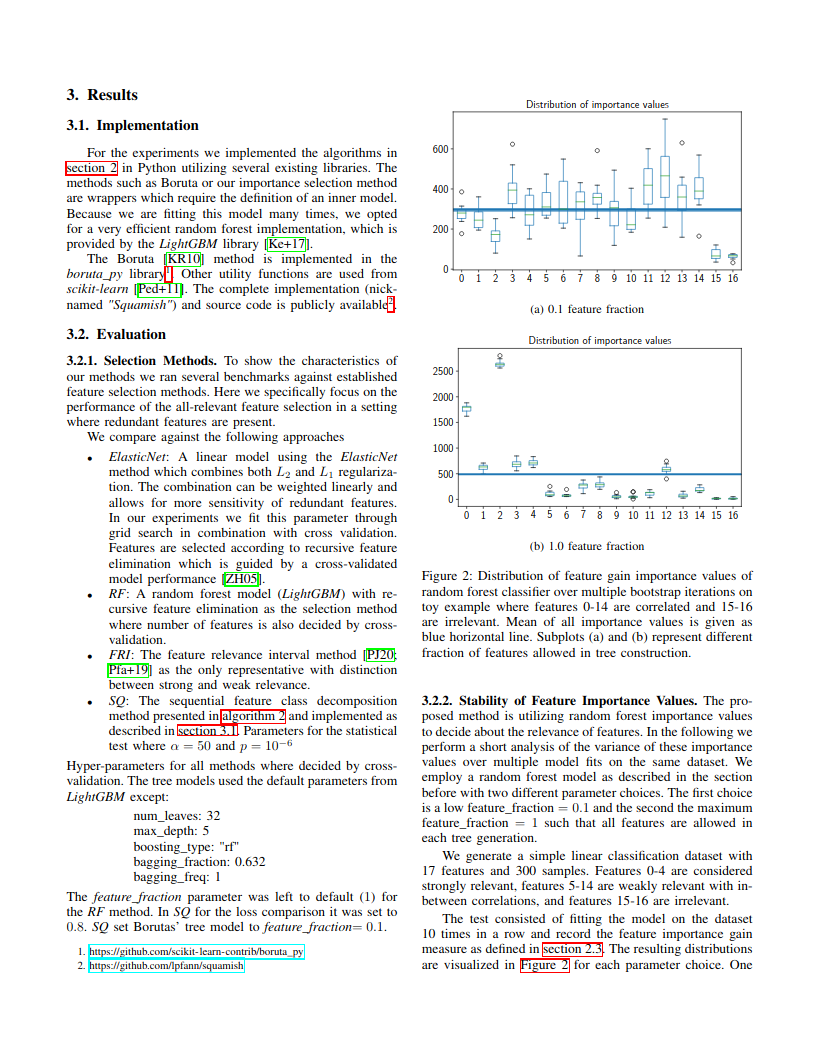 3. Results
3.1. Implementation
For the experiments we implemented the algorithms in
section 2 in Python utilizing several existing libraries. The
methods such as Boruta or our importance selection method
are wrappers which require the definition of an inner model.
Because we are fitting this model many times, we opted
for a very efficient random forest implementation, which is
provided by the LightGBM library [Ke+17].
The Boruta [KR10] method is implemented in the
boruta_py library1. Other utility functions are used from
scikit-learn [Ped+11]. The complete implementation (nick-
named "Squamish") and source code is publicly available2.
3.2. Evaluation
3.2.1. Selection Methods. To show the characteristics of
our methods we ran several benchmarks against established
feature selection methods. Here we specifically focus on the
performance of the all-relevant feature selection in a setting
where redundant features are present.
We compare against the following approaches
• ElasticNet: A linear model using the ElasticNet
method which combines both L2 and L1 regulariza-
tion. The combination can be weighted linearly and
allows for more sensitivity of redundant features.
In our experiments we fit this parameter through
grid search in combination with cross validation.
Features are selected according to recursive feature
elimination which is guided by a cross-validated
model performance [ZH05].
• RF: A random forest model (LightGBM) with re-
cursive feature elimination as the selection method
where number of features is also decided by cross-
validation.
• FRI: The feature relevance interval method [PJ20;
Pfa+19] as the only representative with distinction
between strong and weak relevance.
• SQ: The sequential feature class decomposition
method presented in algorithm 2 and implemented as
described in section 3.1. Parameters for the statistical
test where α = 50 and p = 10−6
Hyper-parameters for all methods where decided by cross-
validation. The tree models used the default parameters from
LightGBM except:
num_leaves: 32
max_depth: 5
boosting_type: "rf"
bagging_fraction: 0.632
bagging_freq: 1
The feature_fraction parameter was left to default (1) for
the RF method. In SQ for the loss comparison it was set to
0.8. SQ set Borutas' tree model to feature_fraction= 0.1.
1. https://github.com/scikit-learn-contrib/boruta_py
2. https://github.com/lpfann/squamish
Distribution of importance values
600
400
200
0
0 1 2 3 4 5 6 7 8 9 10 11 12 13 14 15 16
(a) 0.1 feature fraction
Distribution of importance values
2500
2000
1500
1000
500
0
0 1 2 3 4 5 6 7 8 9 10 11 12 13 14 15 16
(b) 1.0 feature fraction
Figure 2: Distribution of feature gain importance values of
random forest classifier over multiple bootstrap iterations on
toy example where features 0-14 are correlated and 15-16
are irrelevant. Mean of all importance values is given as
blue horizontal line. Subplots (a) and (b) represent different
fraction of features allowed in tree construction.
3.2.2. Stability of Feature Importance Values. The pro-
posed method is utilizing random forest importance values
to decide about the relevance of features. In the following we
perform a short analysis of the variance of these importance
values over multiple model fits on the same dataset. We
employ a random forest model as described in the section
before with two different parameter choices. The first choice
is a low feature_fraction = 0.1 and the second the maximum
feature_fraction = 1 such that all features are allowed in
each tree generation.
We generate a simple linear classification dataset with
17 features and 300 samples. Features 0-4 are considered
strongly relevant, features 5-14 are weakly relevant with in-
between correlations, and features 15-16 are irrelevant.
The test consisted of fitting the model on the dataset
10 times in a row and record the feature importance gain
measure as defined in section 2.3. The resulting distributions
are visualized in Figure 2 for each parameter choice. One